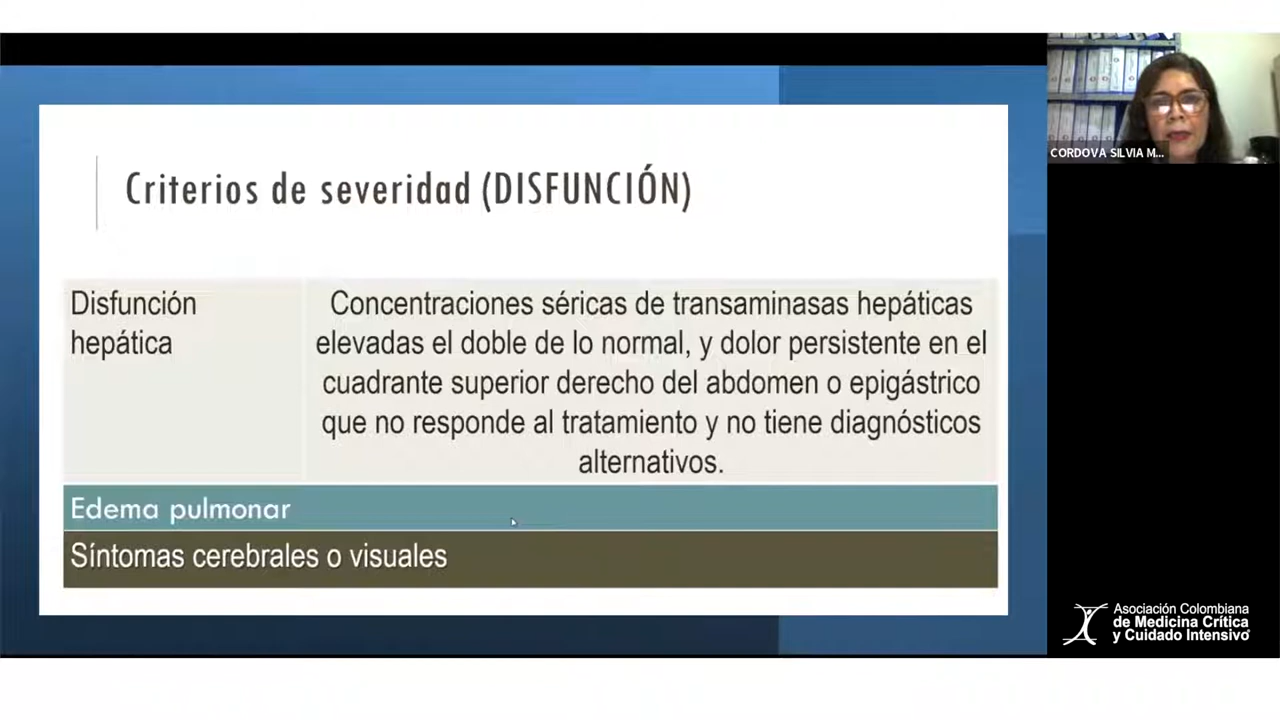 CORDOVA SILVIA M...
Criterios de severidad (DISFUNCIÓN)
Disfunción
hepática
Concentraciones séricas de transaminasas hepáticas
elevadas el doble de lo normal, y dolor persistente en el
cuadrante superior derecho del abdomen o epigástrico
que no responde al tratamiento y no tiene diagnósticos
alternativos.
Edema pulmonar
Síntomas cerebrales o visuales
Asociación Colombiana
de Medicina Crítica
y Cuidado Intensivo